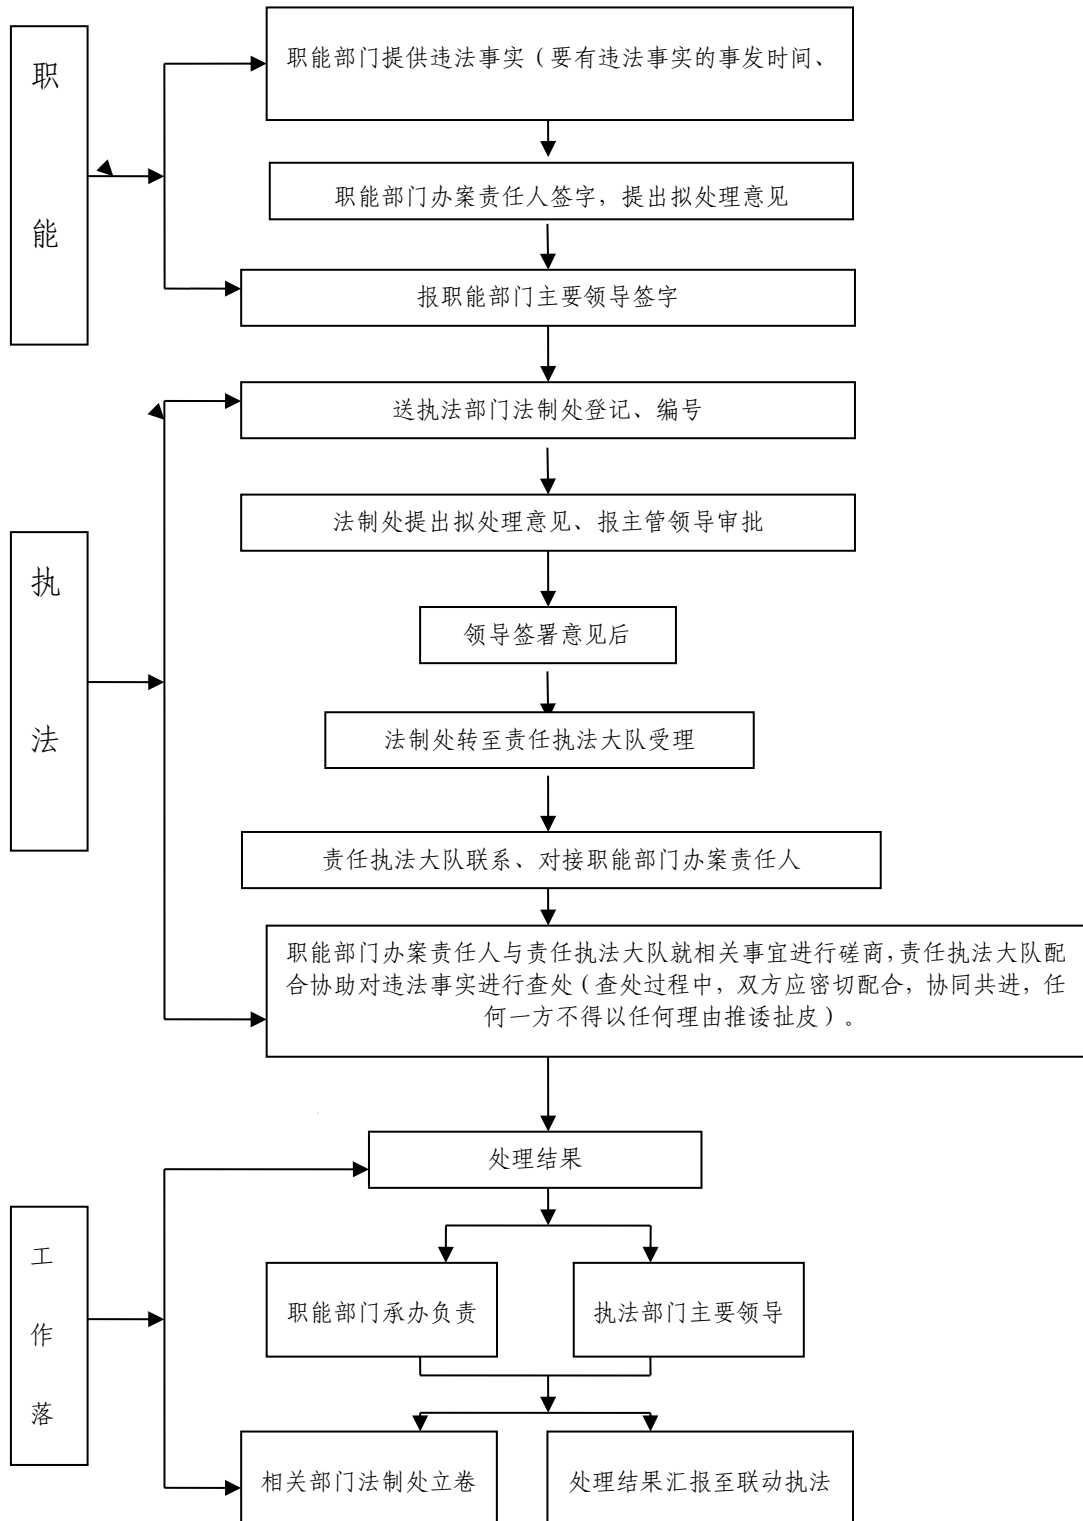 职
能
职能部门提供违法事实（要有违法事实的事发时间、
职能部门办案责任人签字，提出拟处理意见
报职能部门主要领导签字
执
法
送执法部门法制处登记、编号
法制处提出拟处理意见、报主管领导审批
领导签署意见后
法制处转至责任执法大队受理
责任执法大队联系、对接职能部门办案责任人
职能部门办案责任人与责任执法大队就相关事宜进行磋商，责任执法大队配
合协助对违法事实进行查处（查处过程中，双方应密切配合，协同共进，任
何一方不得以任何理由推诿扯皮）。
工
作
落
处理结果
职能部门承办负责
执法部门主要领导
相关部门法制处立卷
处理结果汇报至联动执法